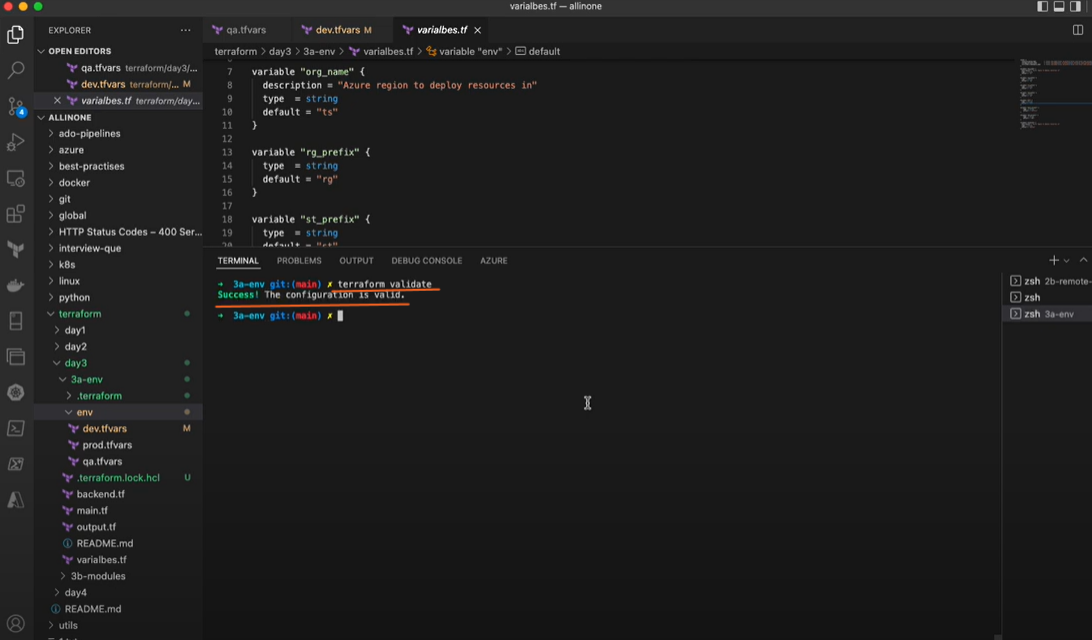 varialbes.tf — allinone
EXPLORER
OPEN EDITORS
qa.tfvars terraform/day3/...
dev.tfvars terraform/... M
varialbes.tf terraform/day...
ALLINONE
ado-pipelines
azure
best-practises
docker
git
global
HTTP Status Codes – 400 Ser...
interview-que
k8s
linux
python
terraform
day1
day2
day3
3a-env
.terraform
env
dev.tfvars M
prod.tfvars
qa.tfvars
.terraform.lock.hcl U
backend.tf
main.tf
output.tf
README.md
varialbes.tf
3b-modules
day4
README.md
utils
4
qa.tfvars
dev.tfvars M
varialbes.tf
terraform > day3 > 3a-env > varialbes.tf > variable "env" > default
7 variable "org_name" {
8 description = "Azure region to deploy resources in"
9 type = string
10 default = "ts"
11 }
12
13 variable "rg_prefix" {
14 type = string
15 default = "rg"
16 }
17
18 variable "st_prefix" {
19 type = string
20 default = "st"
TERMINAL PROBLEMS OUTPUT DEBUG CONSOLE AZURE
→ 3a-env git:(main) ✗ terraform validate
Success! The configuration is valid.
→ 3a-env git:(main) ✗
zsh 2b-remote-
zsh
zsh 3a-env